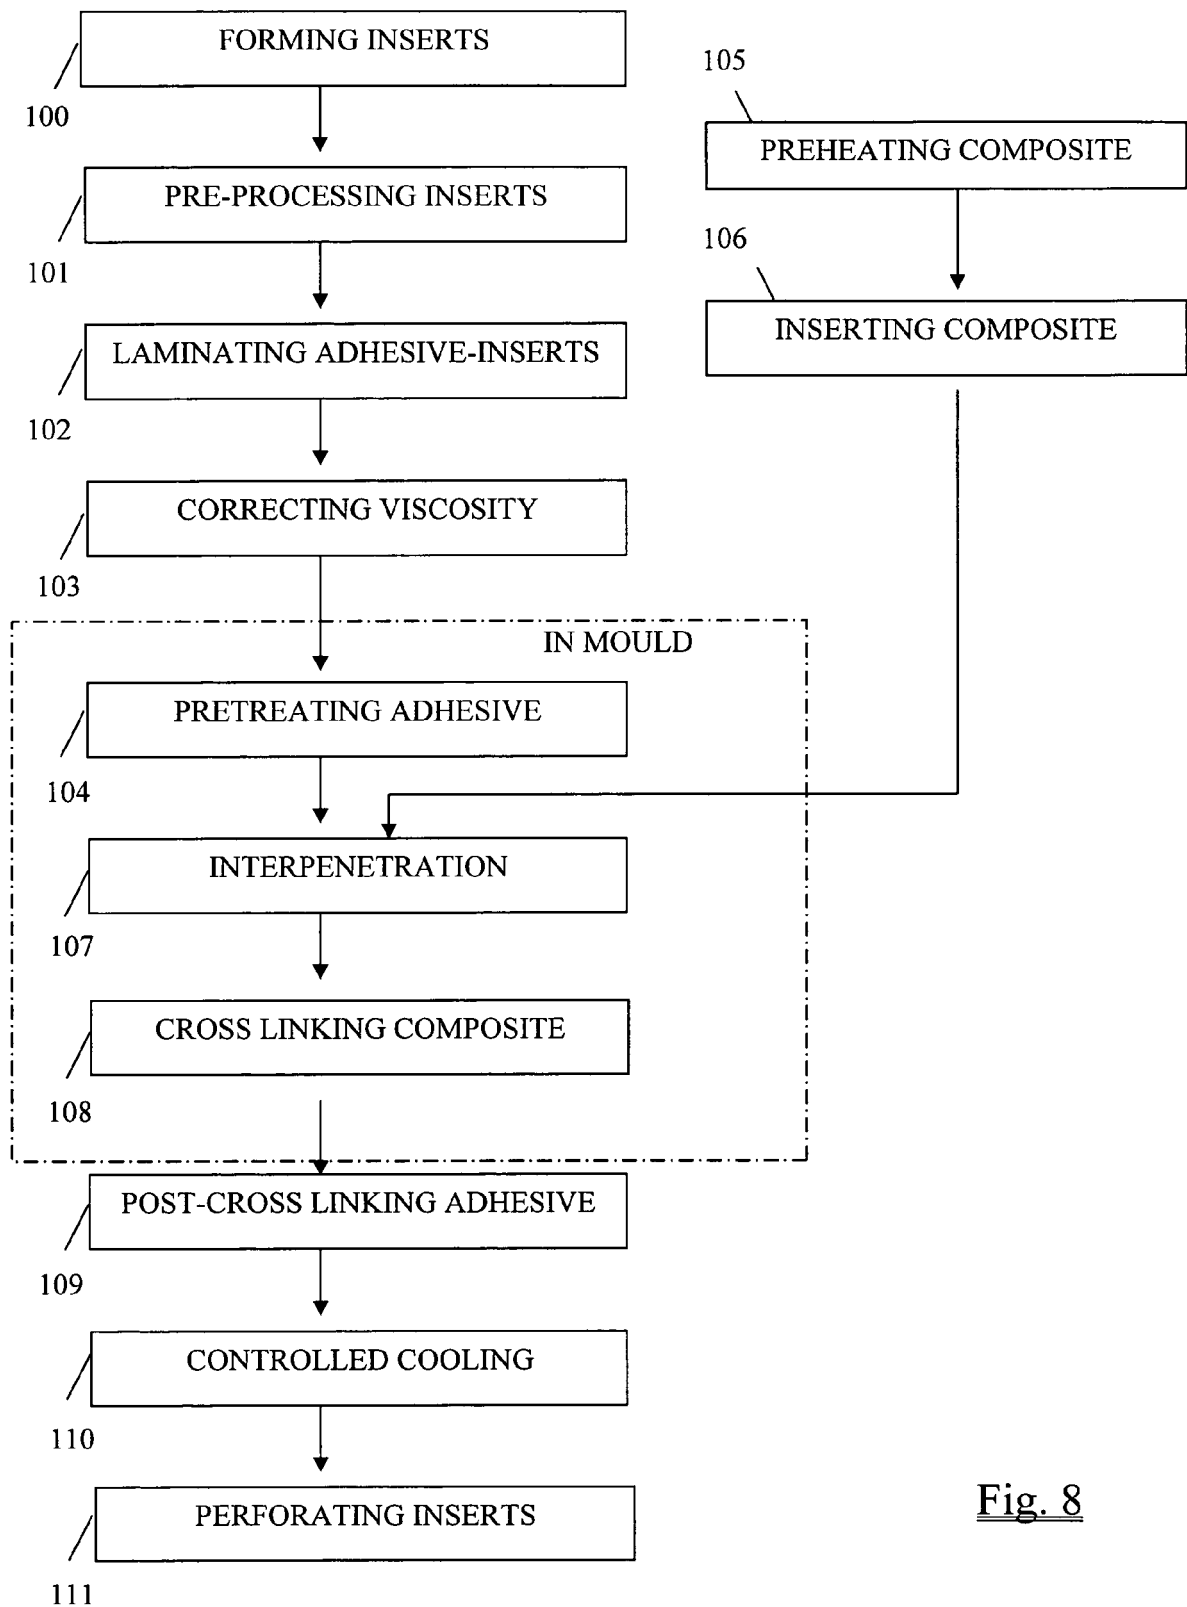 FORMING INSERTS
100
PRE-PROCESSING INSERTS
101
LAMINATING ADHESIVE-INSERTS
102
CORRECTING VISCOSITY
103
105
PREHEATING COMPOSITE
106
INSERTING COMPOSITE
IN MOULD
PRETREATING ADHESIVE
104
INTERPENETRATION
107
CROSS LINKING COMPOSITE
108
POST-CROSS LINKING ADHESIVE
109
CONTROLLED COOLING
110
PERFORATING INSERTS
111
Fig. 8